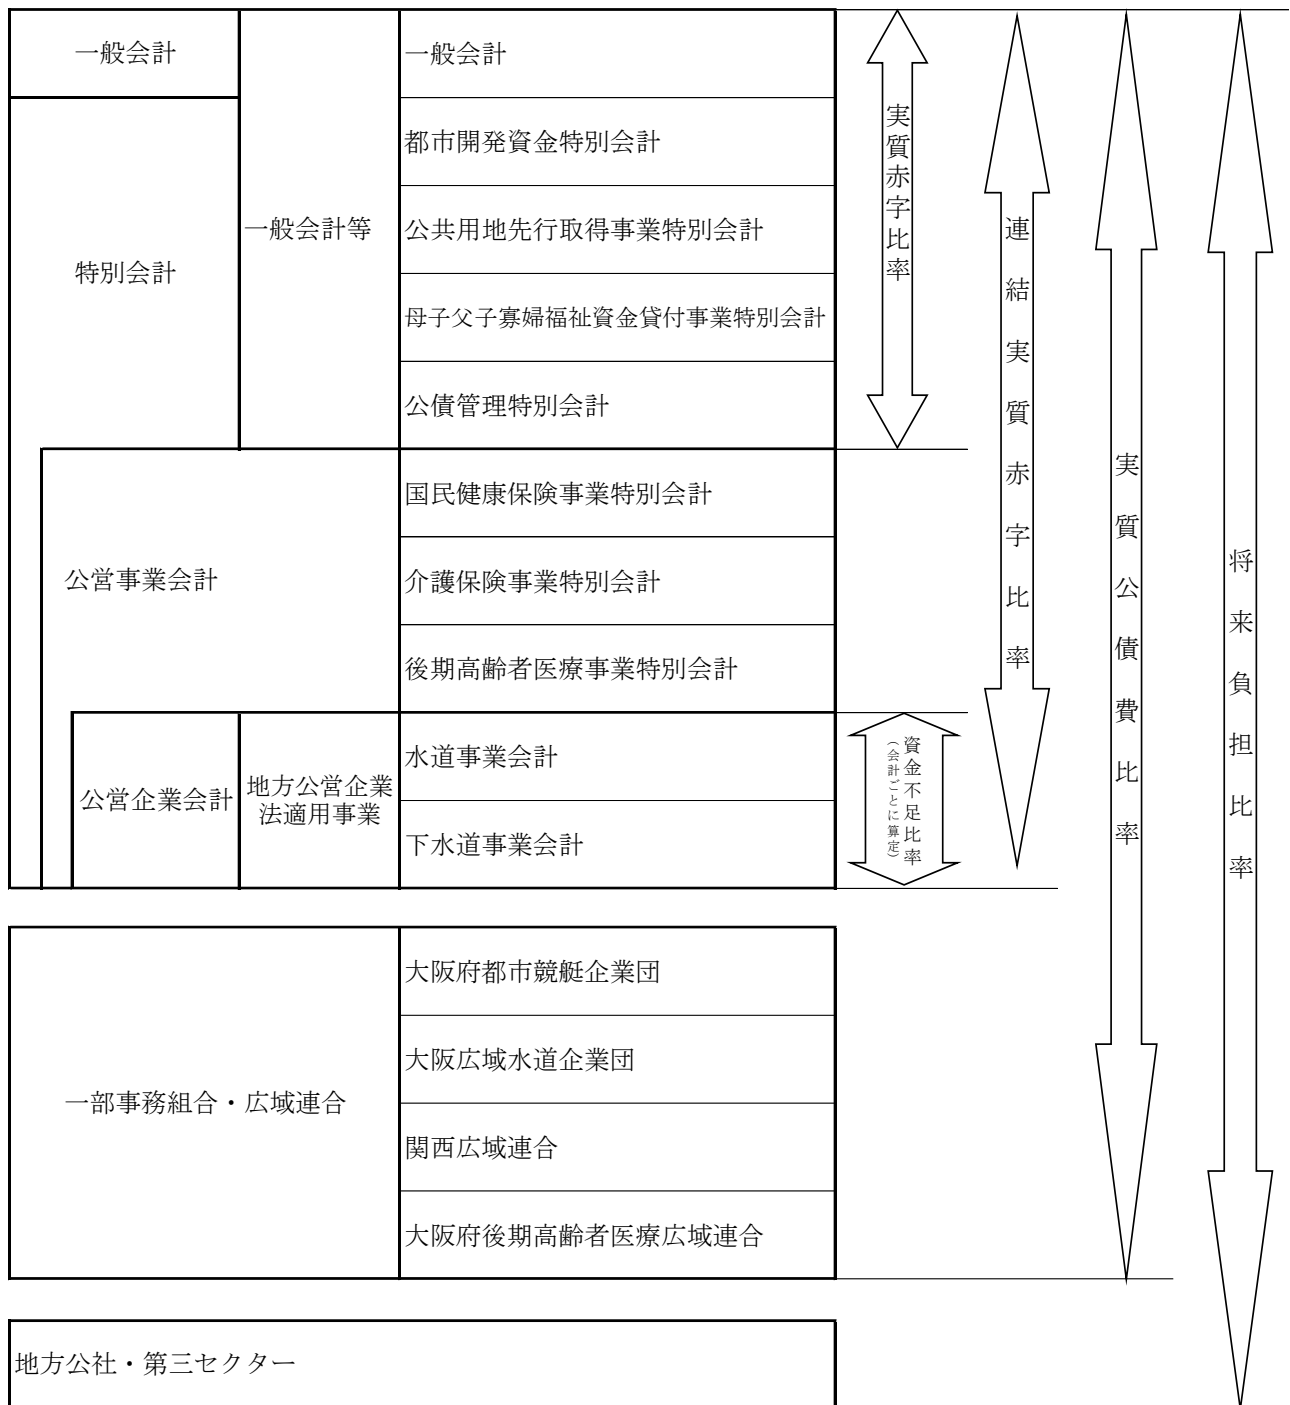 一般会計
一般会計
都市開発資金特別会計
一般会計等
公共用地先行取得事業特別会計
特別会計
母子父子寡婦福祉資金貸付事業特別会計
公債管理特別会計
国民健康保険事業特別会計
公営事業会計
介護保険事業特別会計
後期高齢者医療事業特別会計
水道事業会計
公営企業会計
地方公営企業
法適用事業
下水道事業会計
実質赤字比率
資金不足比率
（会計ごとに算定）
連結実質赤字比率
実質公債費比率
将来負担比率
大阪府都市競艇企業団
大阪広域水道企業団
一部事務組合・広域連合
関西広域連合
大阪府後期高齢者医療広域連合
地方公社・第三セクター